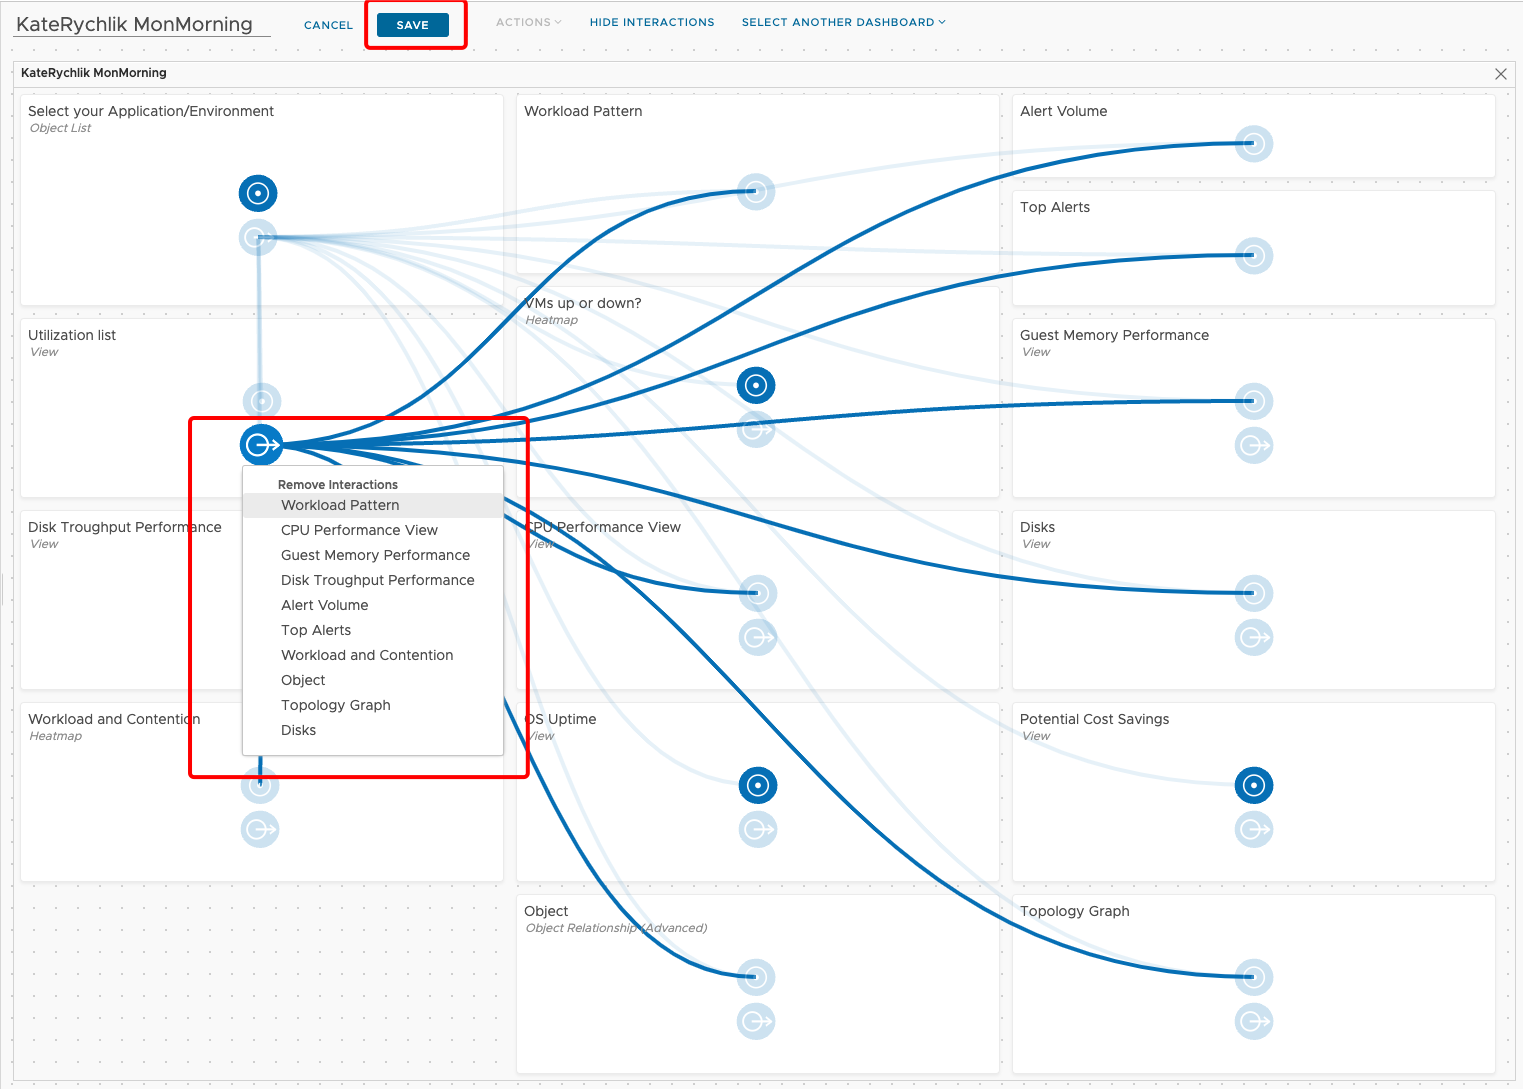 KateRychlik MonMorning
CANCEL
SAVE
ACTIONS
HIDE INTERACTIONS
SELECT ANOTHER DASHBOARD
KateRychlik MonMorning
Select your Application/Environment
Object List
Workload Pattern
Alert Volume
Top Alerts
VMs up or down?
Heatmap
Utilization list
View
Guest Memory Performance
View
Remove Interactions
Workload Pattern
CPU Performance View
Guest Memory Performance
Disk Troughput Performance
Alert Volume
Top Alerts
Workload and Contention
Object
Topology Graph
Disks
Disk Troughput Performance
View
CPU Performance View
View
Disks
View
Workload and Contention
Heatmap
OS Uptime
View
Potential Cost Savings
View
Object
Object Relationship (Advanced)
Topology Graph